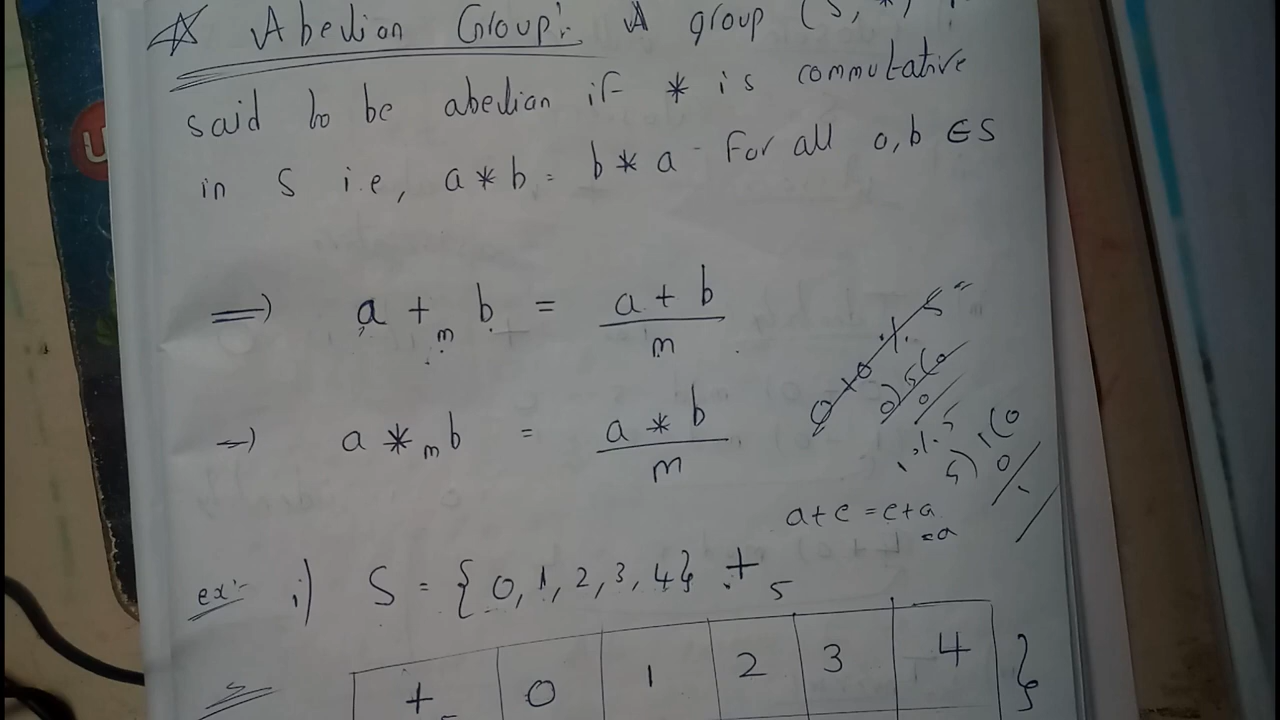 Abelian Group:- A group (S, *)
said to be abelian if * is commutative
in S i.e, a * b = b * a for all a, b ∈ S
⇒ a +m b = a + b / m
→ a *m b = a * b / m
a+e = e+a
=a
ex:- i) S = {0, 1, 2, 3, 4} +5
+5 0 1 2 3 4 }